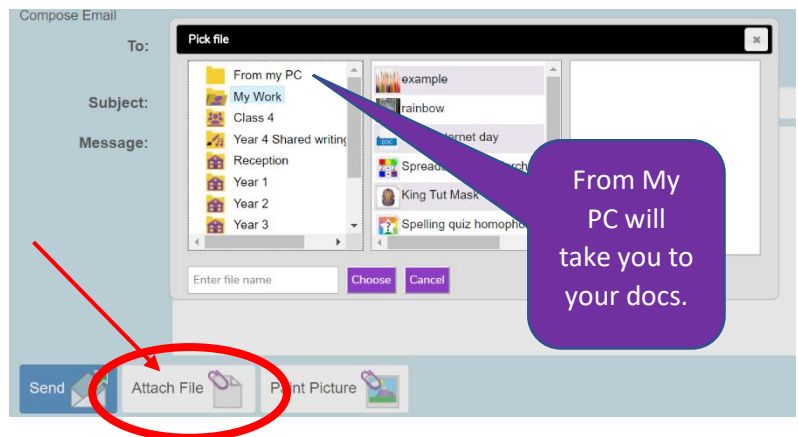 Compose Email
To:
Subject:
Message:
Pick file
From my PC
My Work
Class 4
Year 4 Shared writing
Reception
Year 1
Year 2
Year 3
example
rainbow
ernet day
Spreads
King Tut Mask
Spelling quiz homopho
From My
PC will
take you to
your docs.
Enter file name
Choose
Cancel
Send
Attach File
Paint Picture